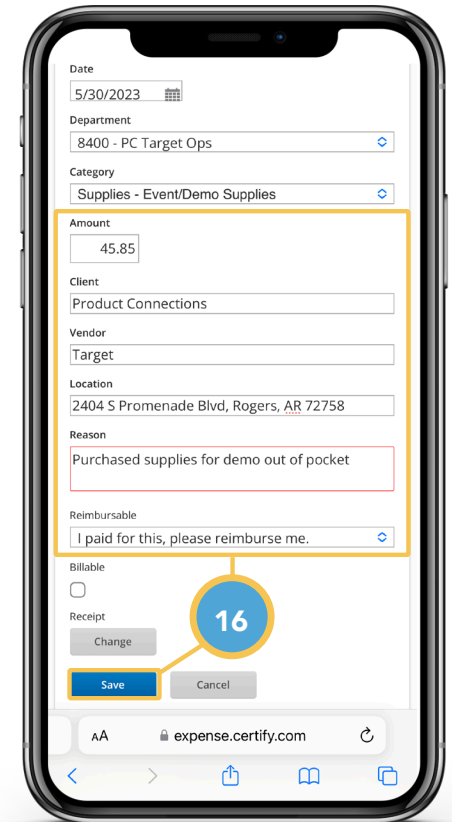 Date
5/30/2023
Department
8400 - PC Target Ops
Category
Supplies - Event/Demo Supplies
Amount
45.85
Client
Product Connections
Vendor
Target
Location
2404 S Promenade Blvd, Rogers, AR 72758
Reason
Purchased supplies for demo out of pocket
Reimbursable
I paid for this, please reimburse me.
Billable
Receipt
16
Change
Save Cancel
AA expense.certify.com